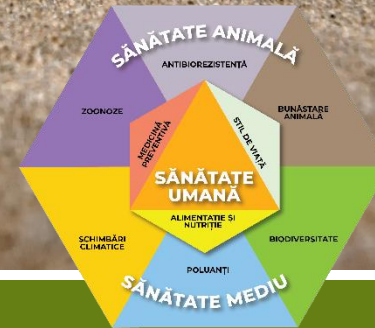 SĂNĂTATE ANIMALĂ
ANTIBIOREZISTENȚĂ
ZOONOZE
BUNĂSTARE
ANIMALĂ
MEDICINĂ
PREVENTIVĂ
STIL DE VIAȚĂ
SĂNĂTATE
UMANĂ
ALIMENTAȚIE ȘI
NUTRIȚIE
SCHIMBĂRI
CLIMATICE
BIODIVERSITATE
POLUANȚI
SĂNĂTATE MEDIU